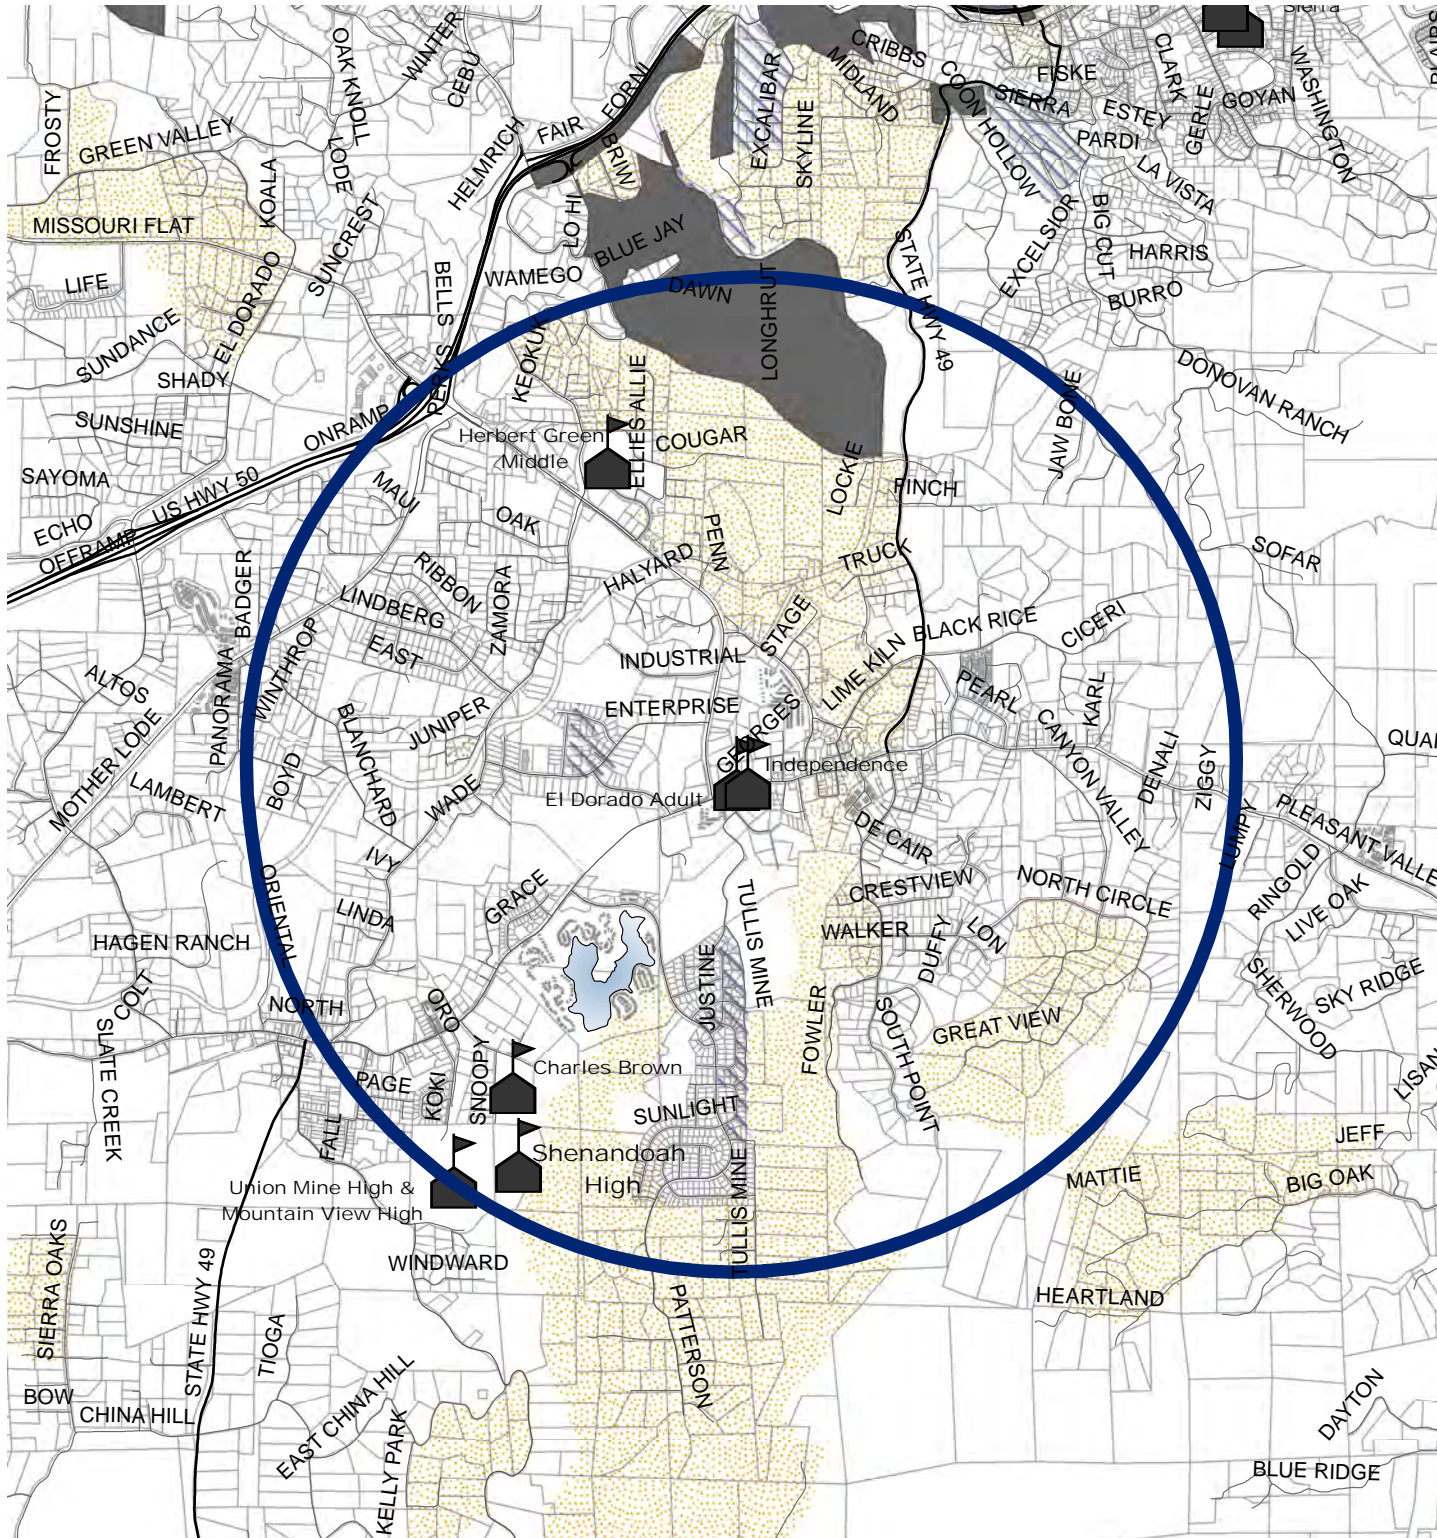 Sierra
WINTER
CRIBBS
OAK KNOLL
CEBU
MIDLAND
CLARK
WASHINGTON
FISKE
FORNI
EXCALIBAR
COON HOLLOW
SIERRA
GOYAN
FROSTY
SKYLINE
ESTEY
GERLE
GREEN VALLEY
FAIR
HELMRICH
BRIW
PARDI
LODE
LA VISTA
KOALA
MISSOURI FLAT
LO HI
BLUE JAY
SUNCREST
EXCELSIOR
BIG CUT
HARRIS
STATE HWY 49
LIFE
BELLS
WAMEGO
DAWN
BURRO
EL DORADO
SUNDANCE
LONGHRUT
KEOKUK
SHADY
PERKS
ELLIES ALLIE
JAW BONE
DONOVAN RANCH
SUNSHINE
ONRAMP
Herbert Green
Middle
COUGAR
SAYOMA
US HWY 50
MAUI
LOCKIE
FINCH
ECHO
OFFRAMP
OAK
PENN
SOFAR
TRUCK
HALYARD
BADGER
RIBBON
ZAMORA
LINDBERG
STAGE
BLACK RICE
CICERI
EAST
INDUSTRIAL
WINTHROP
LIME KILN
ALTOS
PANORAMA
PEARL
KARL
ENTERPRISE
JUNIPER
BLANCHARD
GEORGES
CANYON VALLEY
MOTHER LODE
DENALI
ZIGGY
Independence
BOYD
El Dorado Adult
LAMBERT
WADE
PLEASANT VALLE
DE CAIR
LUMPY
IVY
CRESTVIEW
NORTH CIRCLE
RINGOLD
ORIENTAL
GRACE
TULLIS MINE
LINDA
LIVE OAK
WALKER
DUFFY
LON
HAGEN RANCH
JUSTINE
SKY RIDGE
SHERWOOD
COLT
NORTH
ORO
FOWLER
SOUTH POINT
GREAT VIEW
SLATE CREEK
Charles Brown
PAGE
KOKI
SNOOPY
SUNLIGHT
FALL
JEFF
Shenandoah
High
Union Mine High &
Mountain View High
TULLIS MINE
MATTIE
BIG OAK
WINDWARD
SIERRA OAKS
STATE HWY 49
HEARTLAND
TIOGA
PATTERSON
BOW
CHINA HILL
EAST CHINA HILL
DAYTON
KELLY PARK
BLUE RIDGE